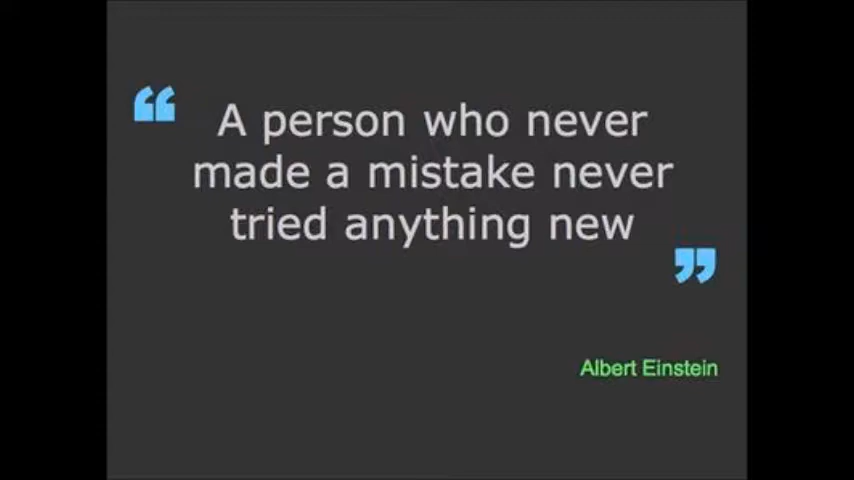 “ A person who never
made a mistake never
tried anything new
”
Albert Einstein